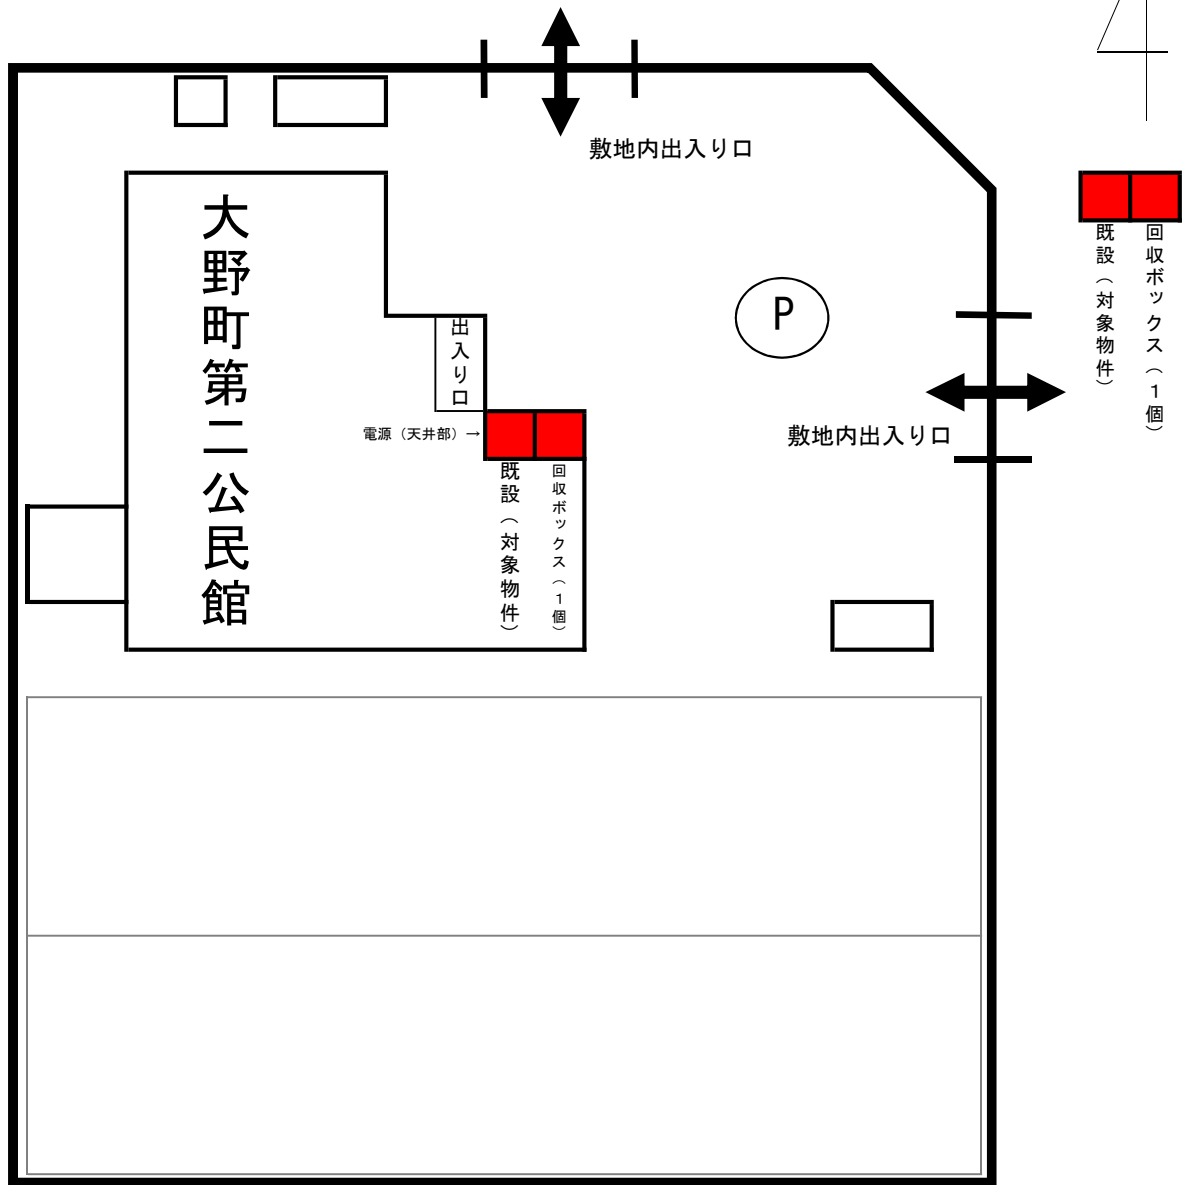 敷地内出入り口
大野町第二公民館
P
出入り口
電源（天井部）→
敷地内出入り口
既設（対象物件）
回収ボックス（１個）
既設（対象物件）
回収ボックス（１個）